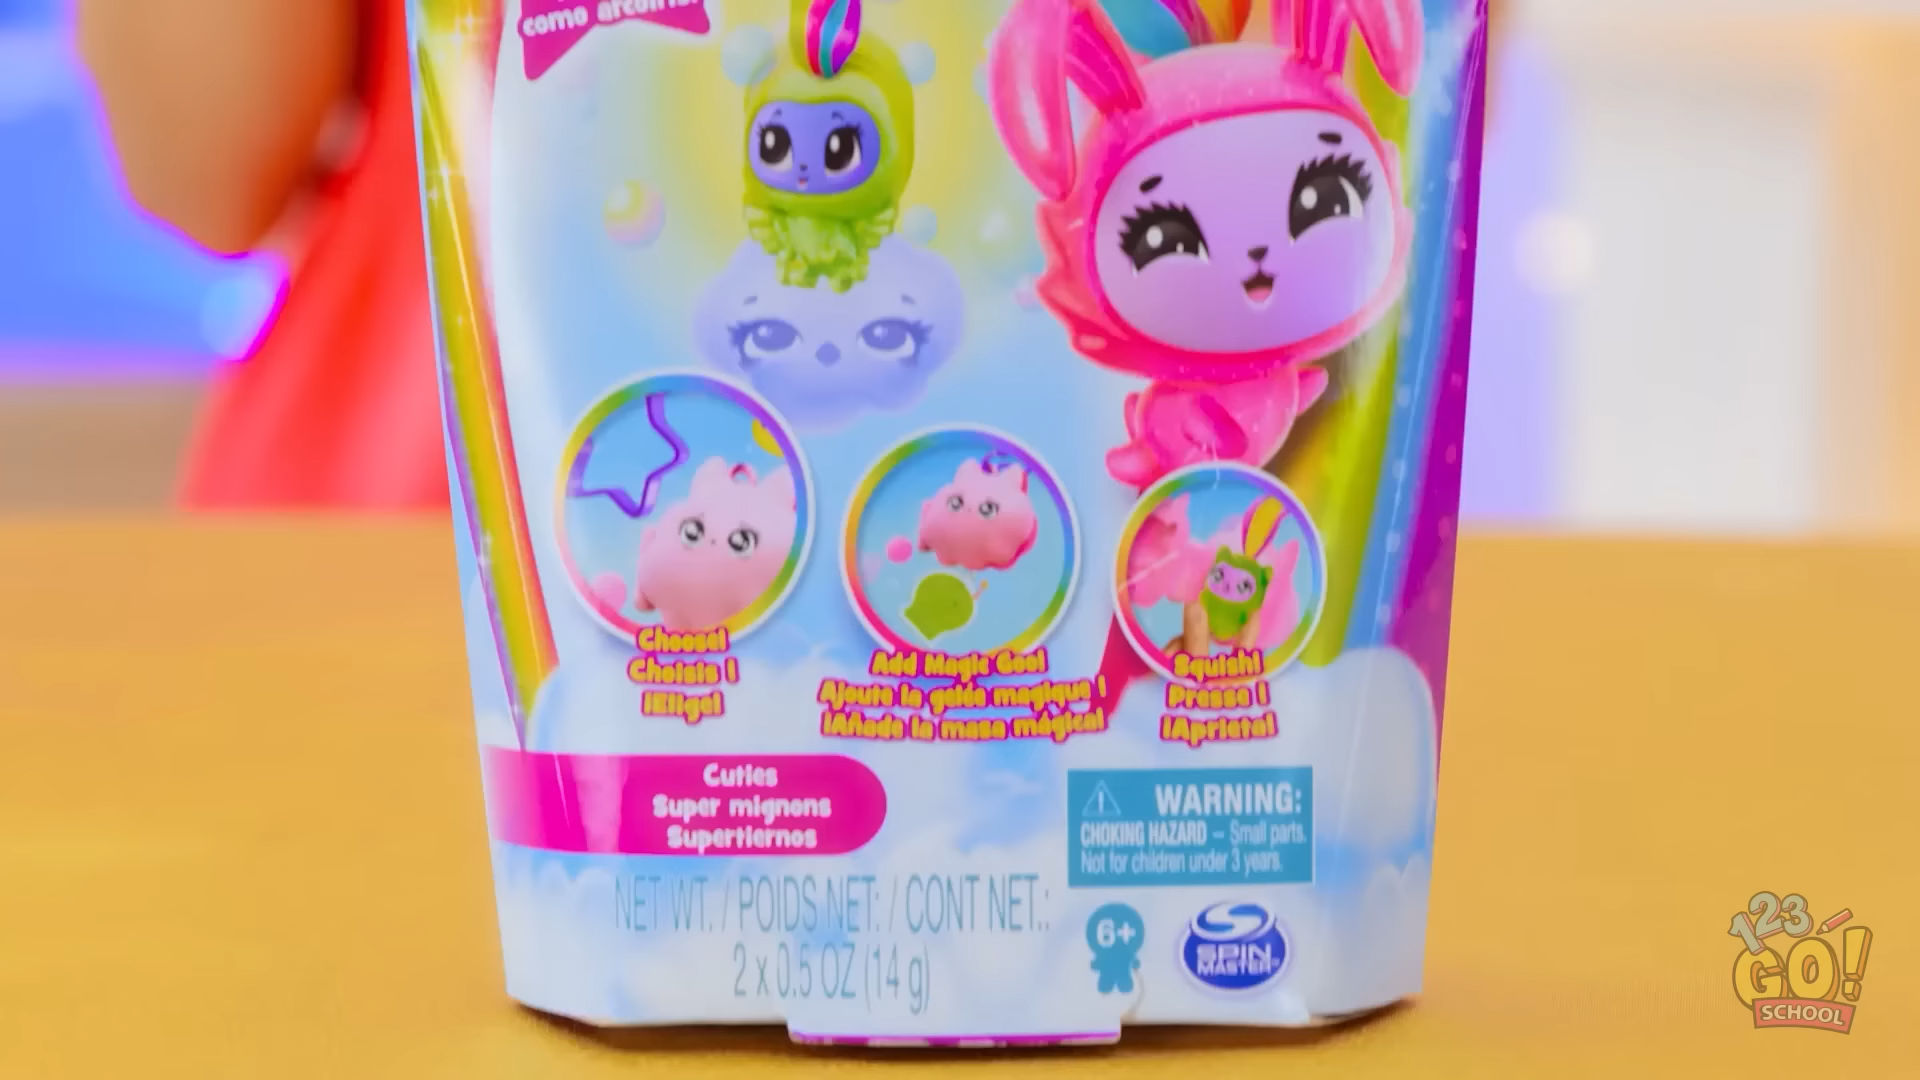 como arcoíris!
Choose!
Choisis !
¡Elige!
Add Magic Goo!
Ajoute la gelée magique !
¡Añade la masa mágica!
Squish!
Presse !
¡Aprieta!
Cuties
Super mignons
Supertiernos
WARNING:
CHOKING HAZARD – Small parts.
Not for children under 3 years.
NET WT. / POIDS NET: / CONT NET.:
2 x 0.5 OZ (14 g)
6+
SPIN
MASTER
123
GO!
SCHOOL